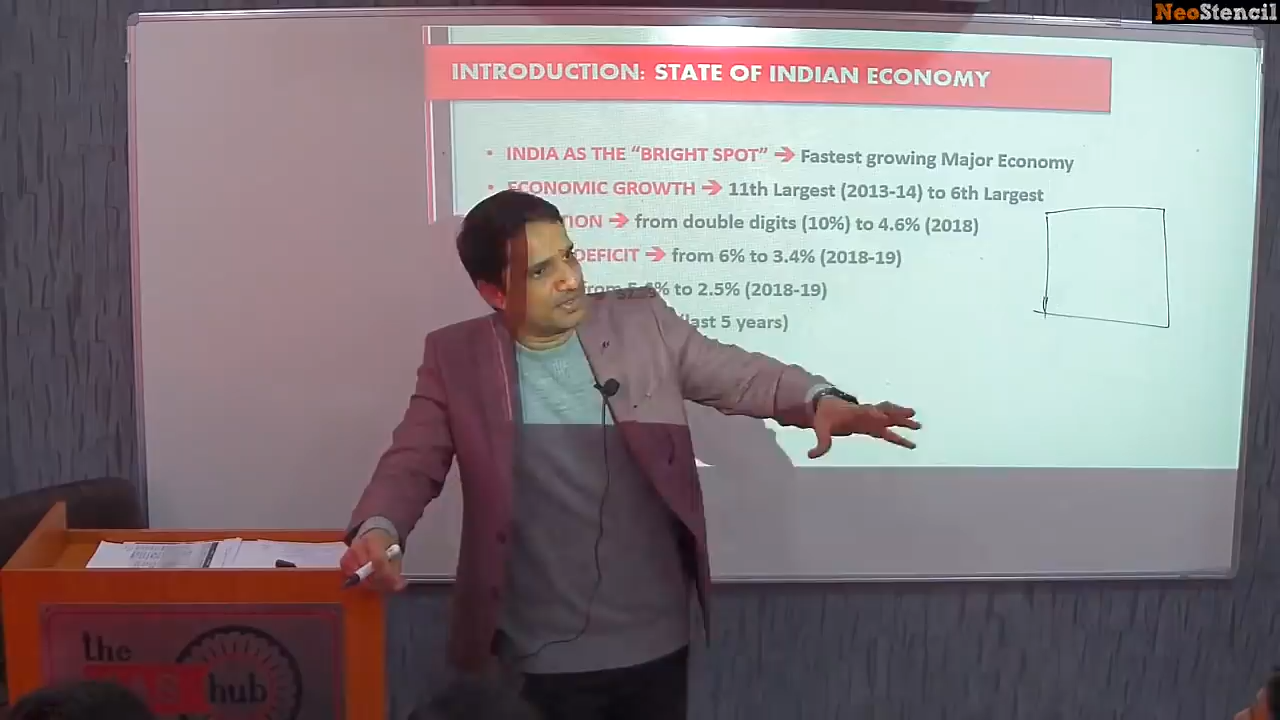 NeoStencil
INTRODUCTION: STATE OF INDIAN ECONOMY
• INDIA AS THE “BRIGHT SPOT” → Fastest growing Major Economy
• ECONOMIC GROWTH → 11th Largest (2013-14) to 6th Largest
→ from double digits (10%) to 4.6% (2018)
DEFICIT → from 6% to 3.4% (2018-19)
from to 2.5% (2018-19)
(last 5 years)
the
hub